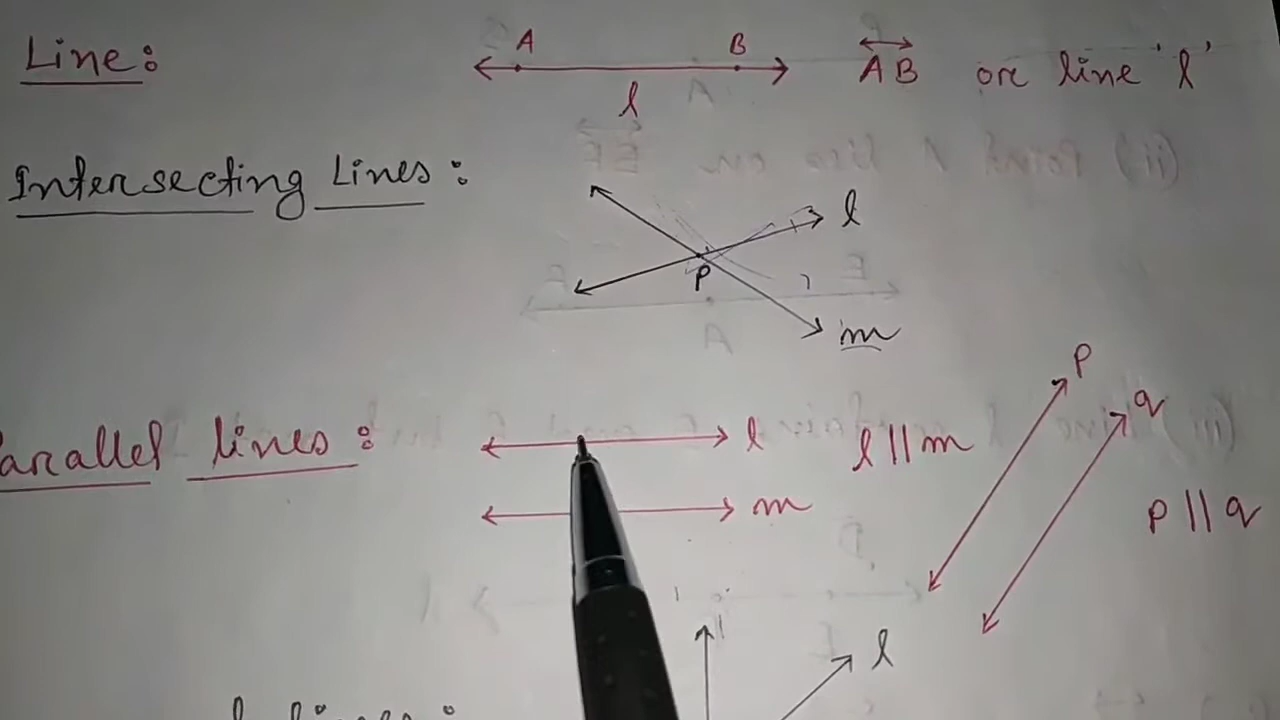 Line:
A B
l
AB or line 'l'
Intersecting Lines:
l
P
m
Parallel lines:
l
m
l || m
p
q
p || q
l